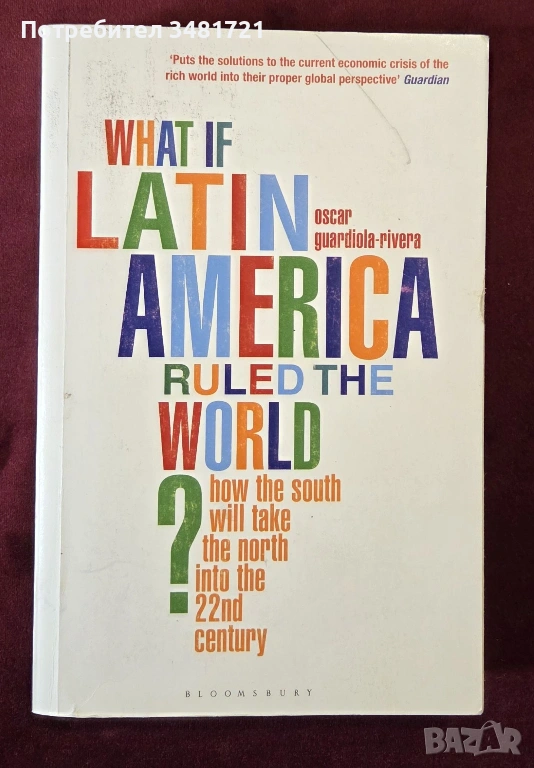 Потребител 3481721
'Puts the solutions to the current economic crisis of the
rich world into their proper global perspective' Guardian
WHAT IF
LATIN
oscar
guardiola-rivera
AMERICA
RULED THE
WORLD
?
how the south
will take
the north
into the
22nd
century
BLOOMSBURY
BAZAR